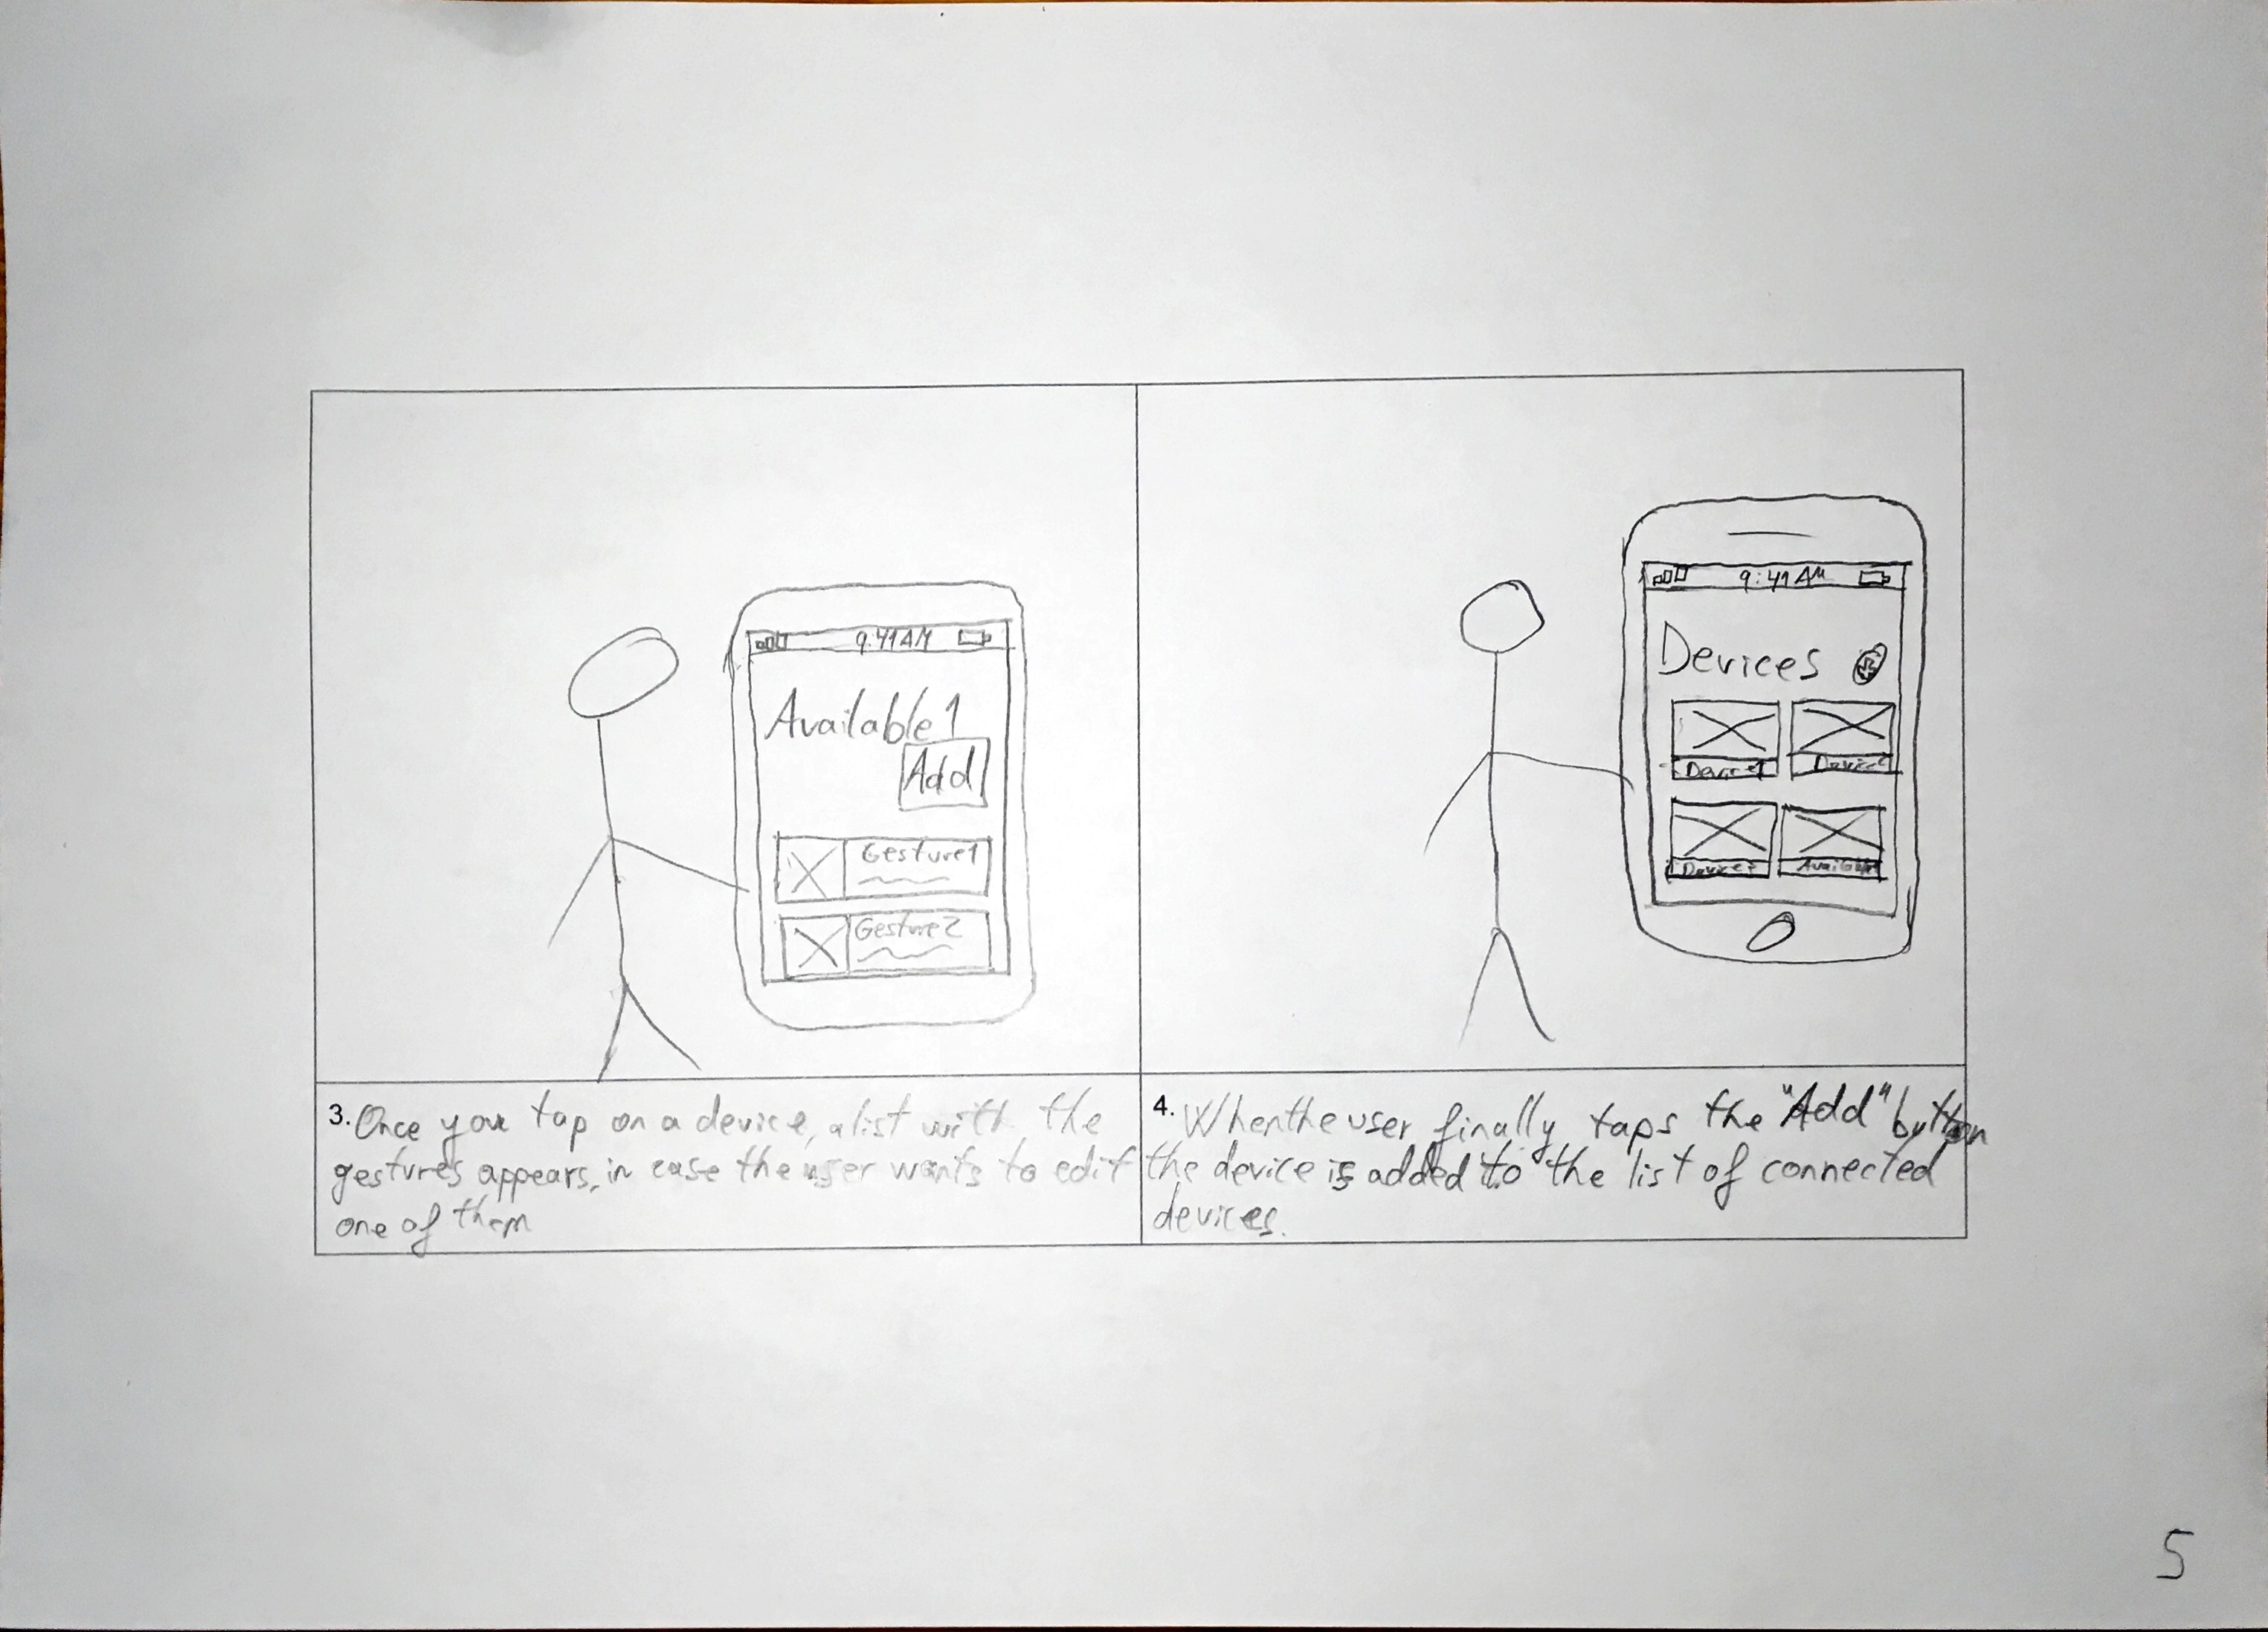 9:41AM
Available1
Add
Gesture1
Gesture2
3. Once you tap on a device, a list with the
gestures appears, in case the user wants to edit
one of them
9:41AM
Devices
Device1
Device
Device
Available
4. When the user finally taps the "Add" button
the device is added to the list of connected
devices.
5